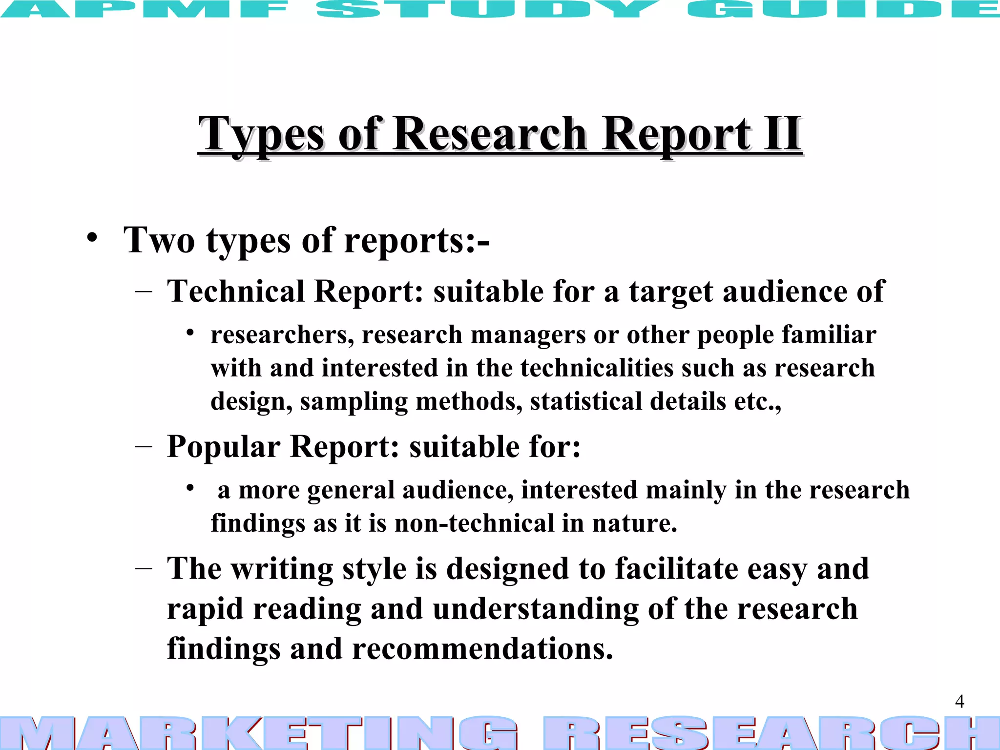 APMF STUDY GUIDE
Types of Research Report II
• Two types of reports:-
– Technical Report: suitable for a target audience of
• researchers, research managers or other people familiar
with and interested in the technicalities such as research
design, sampling methods, statistical details etc.,
– Popular Report: suitable for:
• a more general audience, interested mainly in the research
findings as it is non-technical in nature.
– The writing style is designed to facilitate easy and
rapid reading and understanding of the research
findings and recommendations.
4
MARKETING RESEARCH